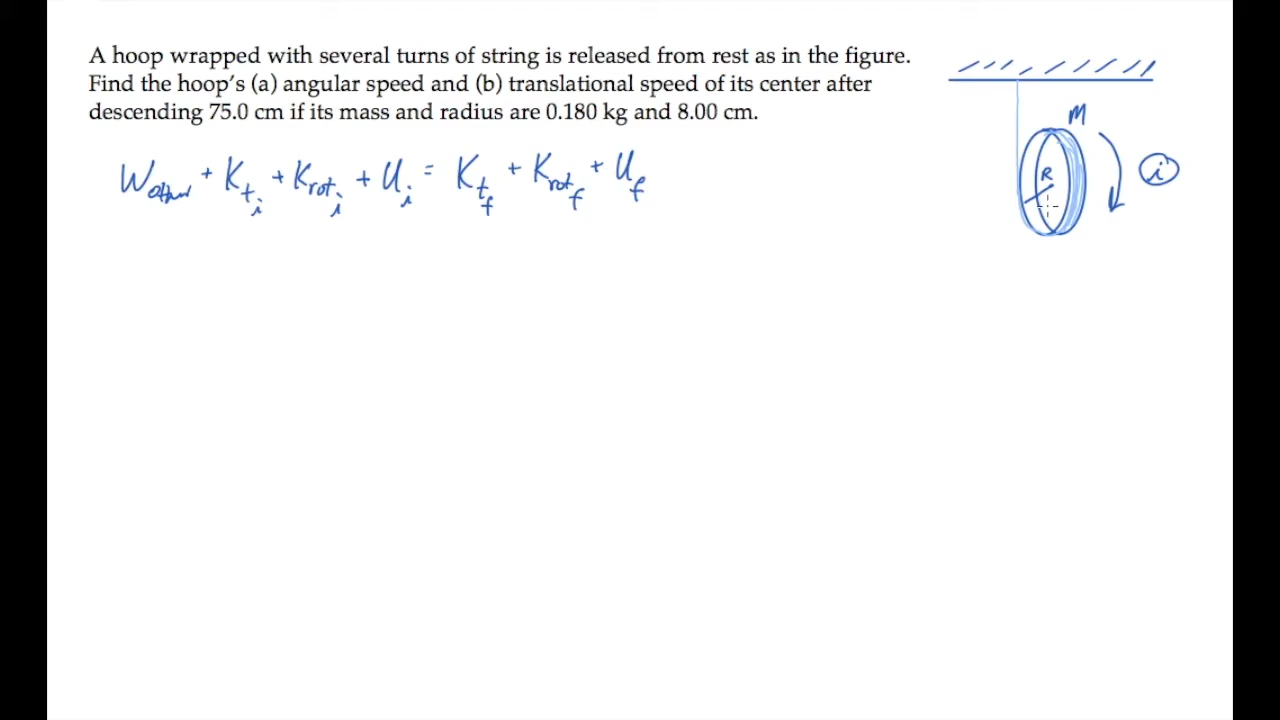 A hoop wrapped with several turns of string is released from rest as in the figure.
Find the hoop's (a) angular speed and (b) translational speed of its center after
descending 75.0 cm if its mass and radius are 0.180 kg and 8.00 cm.
W_other + K_t_i + K_rot_i + U_i = K_t_f + K_rot_f + U_f
M
R
i